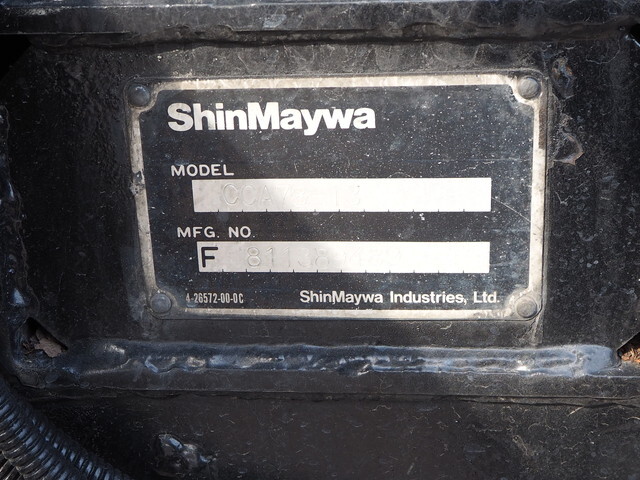 ShinMaywa
MODEL
MFG. NO.
F
4-26572-00-0C
ShinMaywa Industries, Ltd.